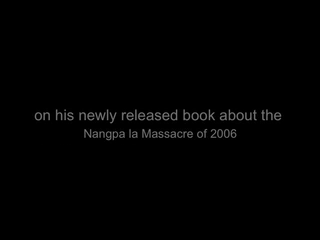 on his newly released book about the
Nangpa la Massacre of 2006